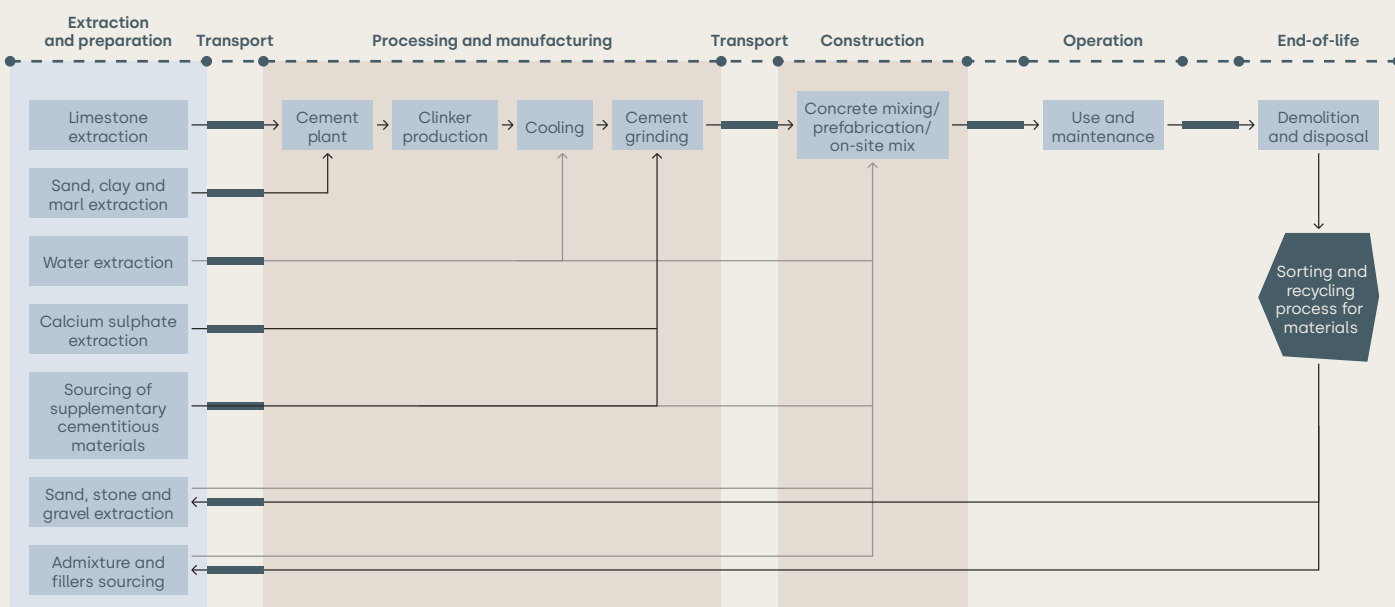 Extraction
and preparation
Transport
Processing and manufacturing
Transport
Construction
Operation
End-of-life
Limestone
extraction
Cement
plant
Clinker
production
Cooling
Cement
grinding
Concrete mixing/
prefabrication/
on-site mix
Use and
maintenance
Demolition
and disposal
Sand, clay and
marl extraction
Water extraction
Sorting and
recycling
process for
materials
Calcium sulphate
extraction
Sourcing of
supplementary
cementitious
materials
Sand, stone and
gravel extraction
Admixture and
fillers sourcing